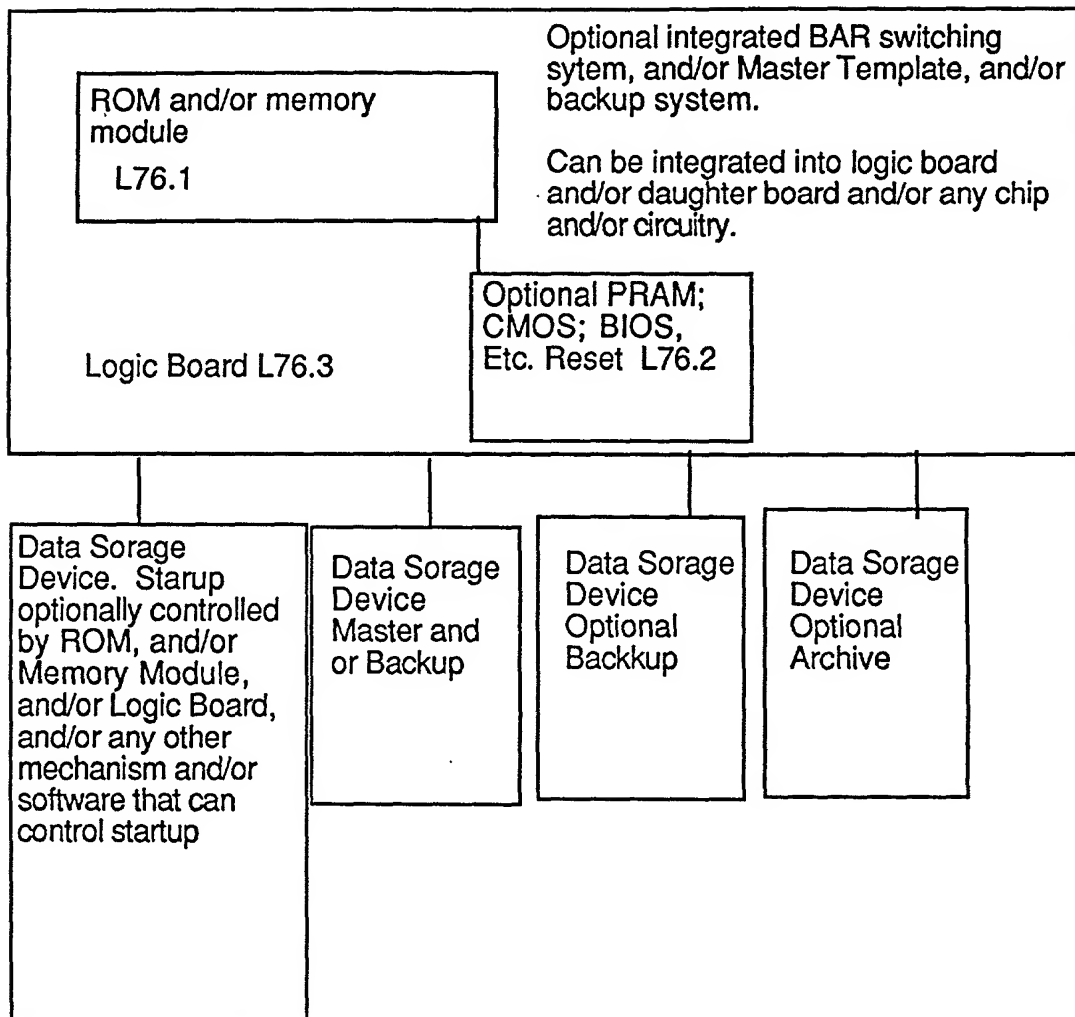 Optional integrated BAR switching
sytem, and/or Master Template, and/or
backup system.
Can be integrated into logic board
and/or daughter board and/or any chip
and/or circuitry.
ROM and/or memory
module
L76.1
Optional PRAM;
CMOS; BIOS,
Etc. Reset L76.2
Logic Board L76.3
Data Sorage
Device. Starup
optionally controlled
by ROM, and/or
Memory Module,
and/or Logic Board,
and/or any other
mechanism and/or
software that can
control startup
Data Sorage
Device
Master and
or Backup
Data Sorage
Device
Optional
Backkup
Data Sorage
Device
Optional
Archive